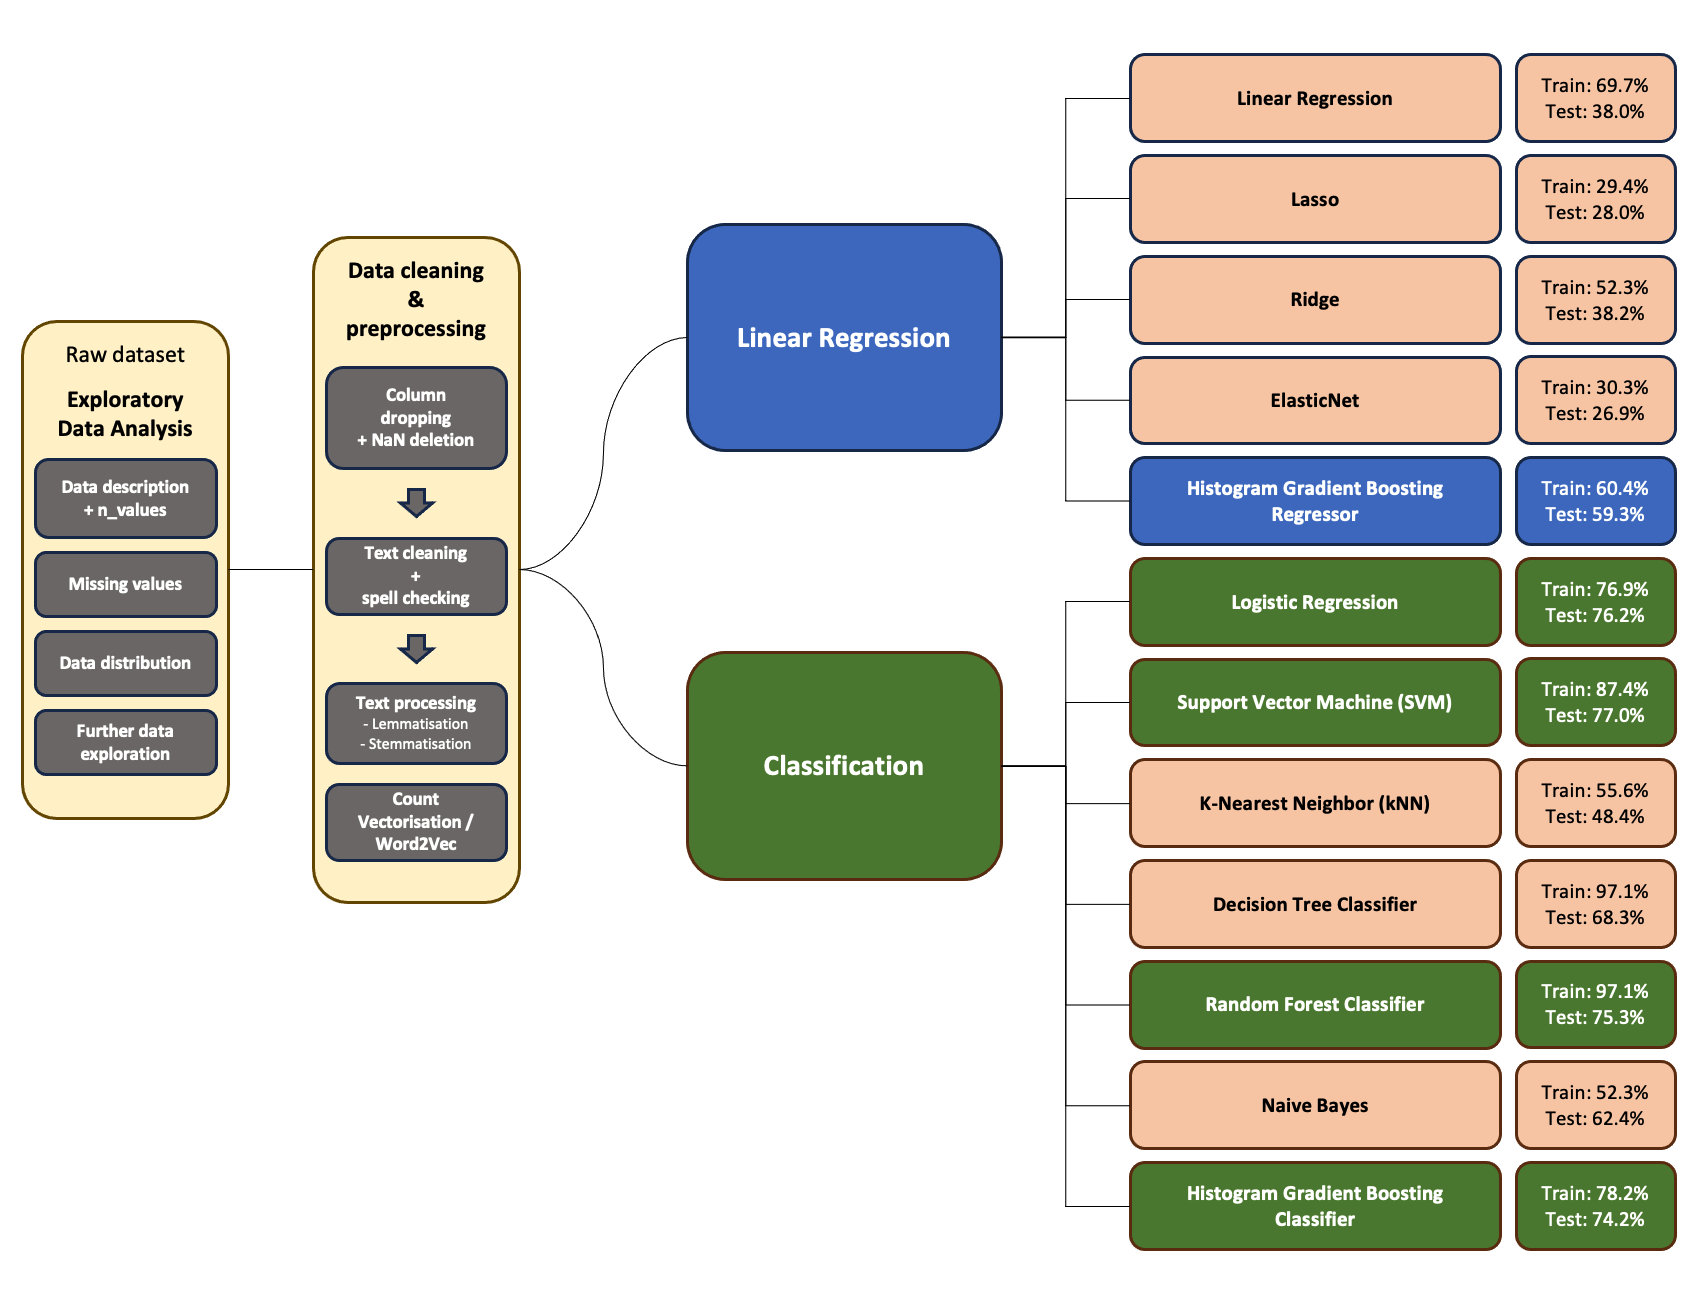 Raw dataset
Exploratory
Data Analysis
Data description
+ n_values
Missing values
Data distribution
Further data
exploration
Data cleaning
&
preprocessing
Column
dropping
+ NaN deletion
Text cleaning
+
spell checking
Text processing
- Lemmatisation
- Stemmatisation
Count
Vectorisation /
Word2Vec
Linear Regression
Classification
Linear Regression
Train: 69.7%
Test: 38.0%
Lasso
Train: 29.4%
Test: 28.0%
Ridge
Train: 52.3%
Test: 38.2%
ElasticNet
Train: 30.3%
Test: 26.9%
Histogram Gradient Boosting
Regressor
Train: 60.4%
Test: 59.3%
Logistic Regression
Train: 76.9%
Test: 76.2%
Support Vector Machine (SVM)
Train: 87.4%
Test: 77.0%
K-Nearest Neighbor (kNN)
Train: 55.6%
Test: 48.4%
Decision Tree Classifier
Train: 97.1%
Test: 68.3%
Random Forest Classifier
Train: 97.1%
Test: 75.3%
Naive Bayes
Train: 52.3%
Test: 62.4%
Histogram Gradient Boosting
Classifier
Train: 78.2%
Test: 74.2%